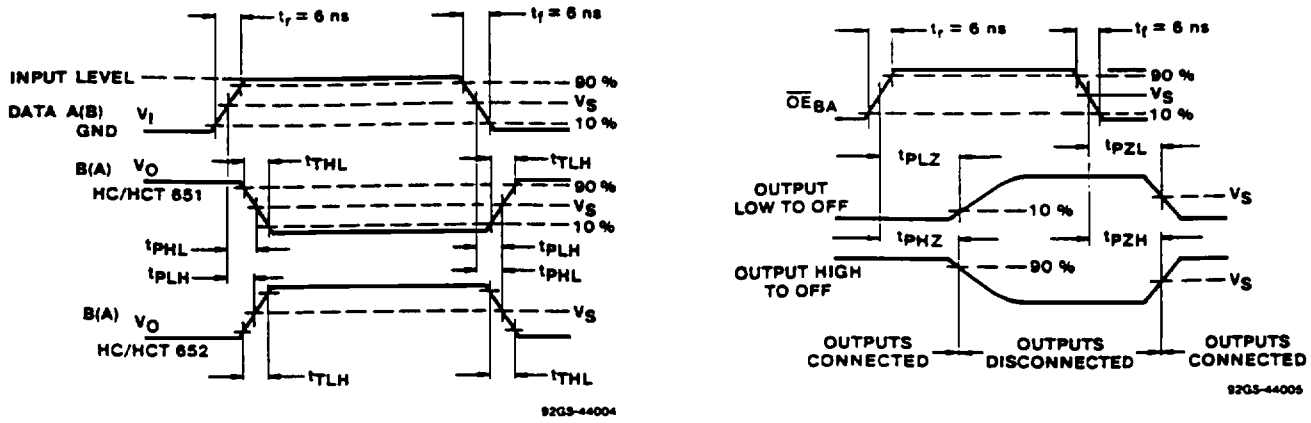 tr = 6 ns
tf = 6 ns
INPUT LEVEL
90 %
DATA A(B) VI
VS
GND
10 %
B(A) VO
HC/HCT 651
tTHL
tTLH
90 %
VS
10 %
tPHL
tPLH
tPLH
tPHL
B(A) VO
HC/HCT 652
VS
tTLH
tTHL
92GS-44004
tr = 6 ns
tf = 6 ns
90 %
OEBA
VS
10 %
tPLZ
tPZL
OUTPUT
LOW TO OFF
VS
10 %
tPHZ
tPZH
OUTPUT HIGH
TO OFF
90 %
VS
OUTPUTS
CONNECTED
OUTPUTS
DISCONNECTED
OUTPUTS
CONNECTED
92GS-44005